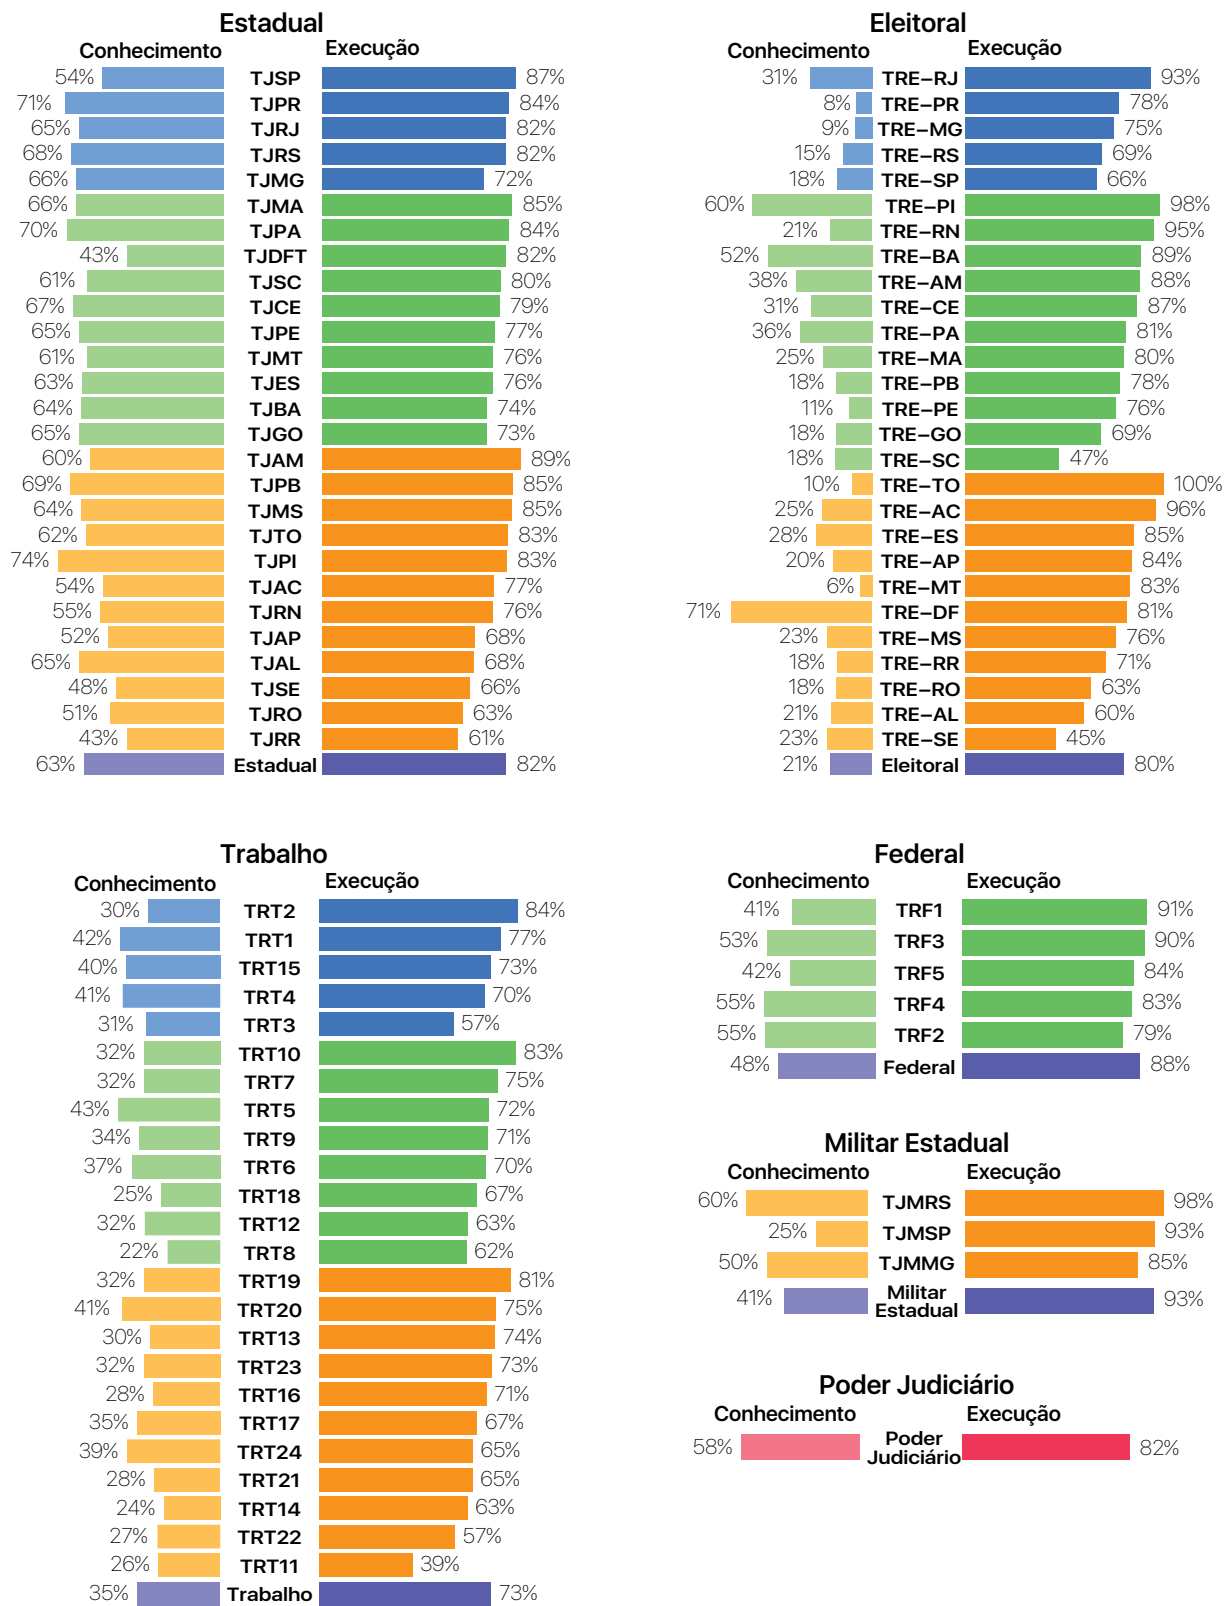 Estadual
Conhecimento Execução
54% TJSP 87%
71% TJPR 84%
65% TJRJ 82%
68% TJRS 82%
66% TJMG 72%
66% TJMA 85%
70% TJPA 84%
43% TJDFT 82%
61% TJSC 80%
67% TJCE 79%
65% TJPE 77%
61% TJMT 76%
63% TJES 76%
64% TJBA 74%
65% TJGO 73%
60% TJAM 89%
69% TJPB 85%
64% TJMS 85%
62% TJTO 83%
74% TJPI 83%
54% TJAC 77%
55% TJRN 76%
52% TJAP 68%
65% TJAL 68%
48% TJSE 66%
51% TJRO 63%
43% TJRR 61%
63% Estadual 82%
Eleitoral
Conhecimento Execução
31% TRE-RJ 93%
8% TRE-PR 78%
9% TRE-MG 75%
15% TRE-RS 69%
18% TRE-SP 66%
60% TRE-PI 98%
21% TRE-RN 95%
52% TRE-BA 89%
38% TRE-AM 88%
31% TRE-CE 87%
36% TRE-PA 81%
25% TRE-MA 80%
18% TRE-PB 78%
11% TRE-PE 76%
18% TRE-GO 69%
18% TRE-SC 47%
10% TRE-TO 100%
25% TRE-AC 96%
28% TRE-ES 85%
20% TRE-AP 84%
6% TRE-MT 83%
71% TRE-DF 81%
23% TRE-MS 76%
18% TRE-RR 71%
18% TRE-RO 63%
21% TRE-AL 60%
23% TRE-SE 45%
21% Eleitoral 80%
Trabalho
Conhecimento Execução
30% TRT2 84%
42% TRT1 77%
40% TRT15 73%
41% TRT4 70%
31% TRT3 57%
32% TRT10 83%
32% TRT7 75%
43% TRT5 72%
34% TRT9 71%
37% TRT6 70%
25% TRT18 67%
32% TRT12 63%
22% TRT8 62%
32% TRT19 81%
41% TRT20 75%
30% TRT13 74%
32% TRT23 73%
28% TRT16 71%
35% TRT17 67%
39% TRT24 65%
28% TRT21 65%
24% TRT14 63%
27% TRT22 57%
26% TRT11 39%
35% Trabalho 73%
Federal
Conhecimento Execução
41% TRF1 91%
53% TRF3 90%
42% TRF5 84%
55% TRF4 83%
55% TRF2 79%
48% Federal 88%
Militar Estadual
Conhecimento Execução
60% TJMRS 98%
25% TJMSP 93%
50% TJMMG 85%
41% Militar 93%
Estadual
Poder Judiciário
Conhecimento Execução
58% Poder 82%
Judiciário